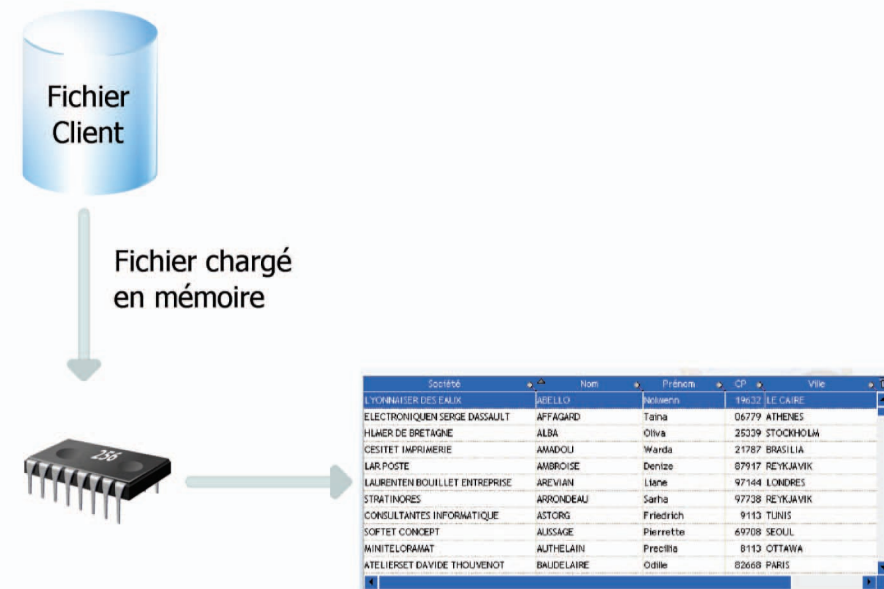 Fichier
Client
Fichier chargé
en mémoire
256
Société Nom Prénom CP Ville
LYONNAISER DES EAUX ABELLO Nolwenn 19632 LE CAIRE
ELECTRONIQUEN SERGE DASSAULT AFFAGARD Taina 06779 ATHENES
HLMER DE BRETAGNE ALBA Oliva 25339 STOCKHOLM
CESITET IMPRIMERIE AMADOU Warda 21787 BRASILIA
LAR POSTE AMBROISE Denize 87917 REYKJAVIK
LAURENTEN BOUILLET ENTREPRISE AREVIAN Liane 97144 LONDRES
STRATINORES ARRONDEAU Sarha 97738 REYKJAVIK
CONSULTANTES INFORMATIQUE ASTORG Friedrich 9113 TUNIS
SOFTET CONCEPT AUSSAGE Pierrette 69708 SEOUL
MINITELORAMAT AUTHELAIN Precillia 8113 OTTAWA
ATELIERSET DAVIDE THOUVENOT BAUDELAIRE Odille 82668 PARIS